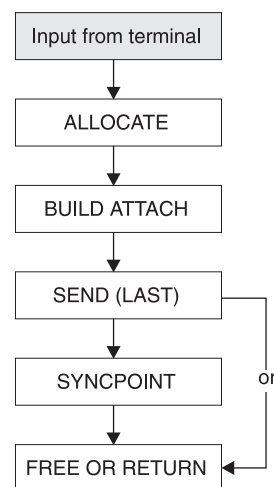 Input from terminal
ALLOCATE
BUILD ATTACH
SEND (LAST)
SYNCPOINT
or
FREE OR RETURN